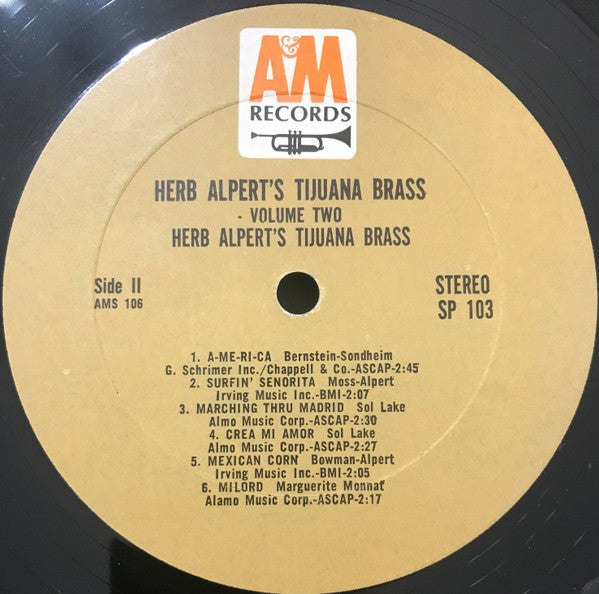 A&M
RECORDS
HERB ALPERT'S TIJUANA BRASS
- VOLUME TWO
HERB ALPERT'S TIJUANA BRASS
Side II
AMS 106
STEREO
SP 103
1. A-ME-RI-CA Bernstein-Sondheim
G. Schrimer Inc./Chappell & Co.-ASCAP-2:45
2. SURFIN' SENORITA Moss-Alpert
Irving Music Inc.-BMI-2:07
3. MARCHING THRU MADRID Sol Lake
Almo Music Corp.-ASCAP-2:30
4. CREA MI AMOR Sol Lake
Almo Music Corp.-ASCAP-2:27
5. MEXICAN CORN Bowman-Alpert
Irving Music Inc.-BMI-2:05
6. MILORD Marguerite Monnat
Alamo Music Corp.-ASCAP-2:17